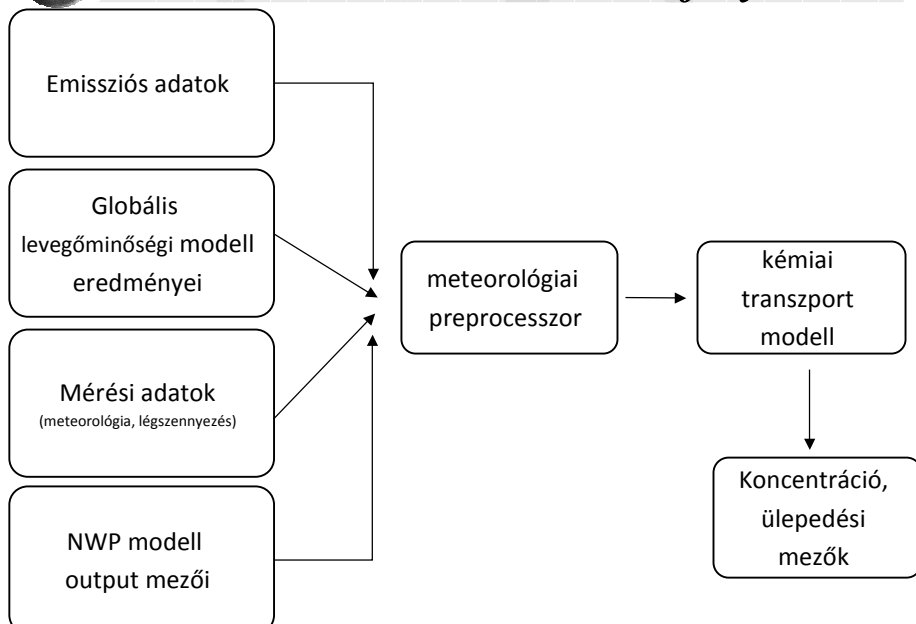 Emissziós adatok
Globális
levegőminőségi modell
eredményei
Mérési adatok
(meteorológia, légszennyezés)
NWP modell
output mezői
meteorológiai
preprocesszor
kémiai
transzport
modell
Koncentráció,
ülepedési
mezők